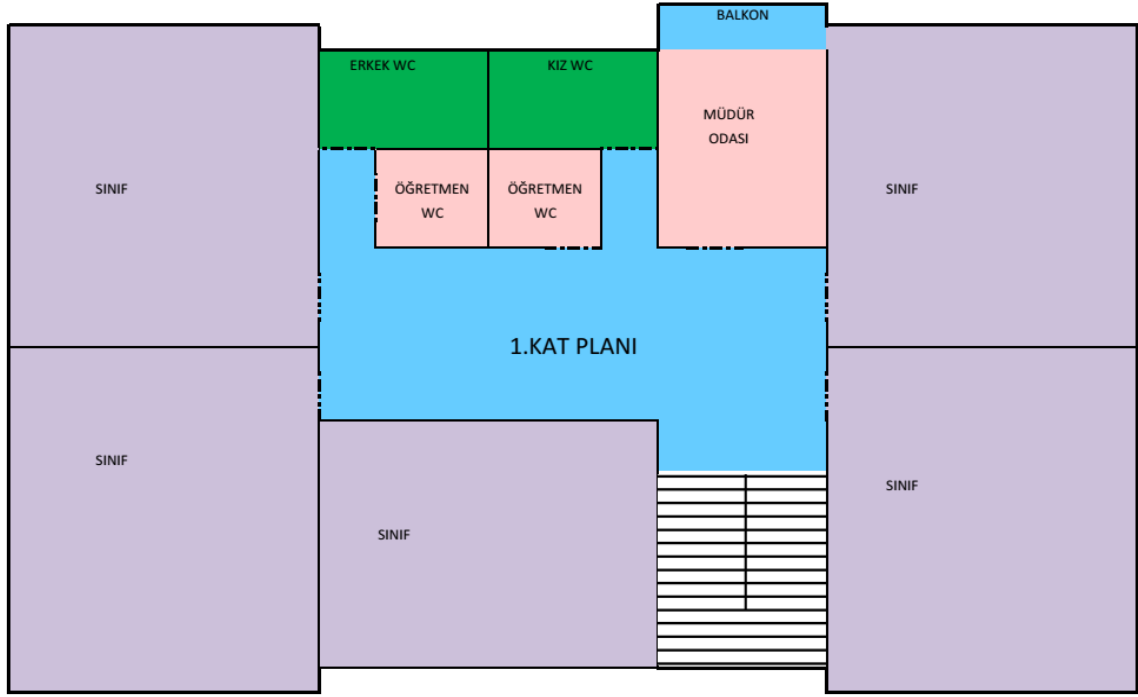 BALKON
ERKEK WC
KIZ WC
MÜDÜR
ODASI
SINIF
ÖĞRETMEN
WC
ÖĞRETMEN
WC
SINIF
1.KAT PLANI
SINIF
SINIF
SINIF